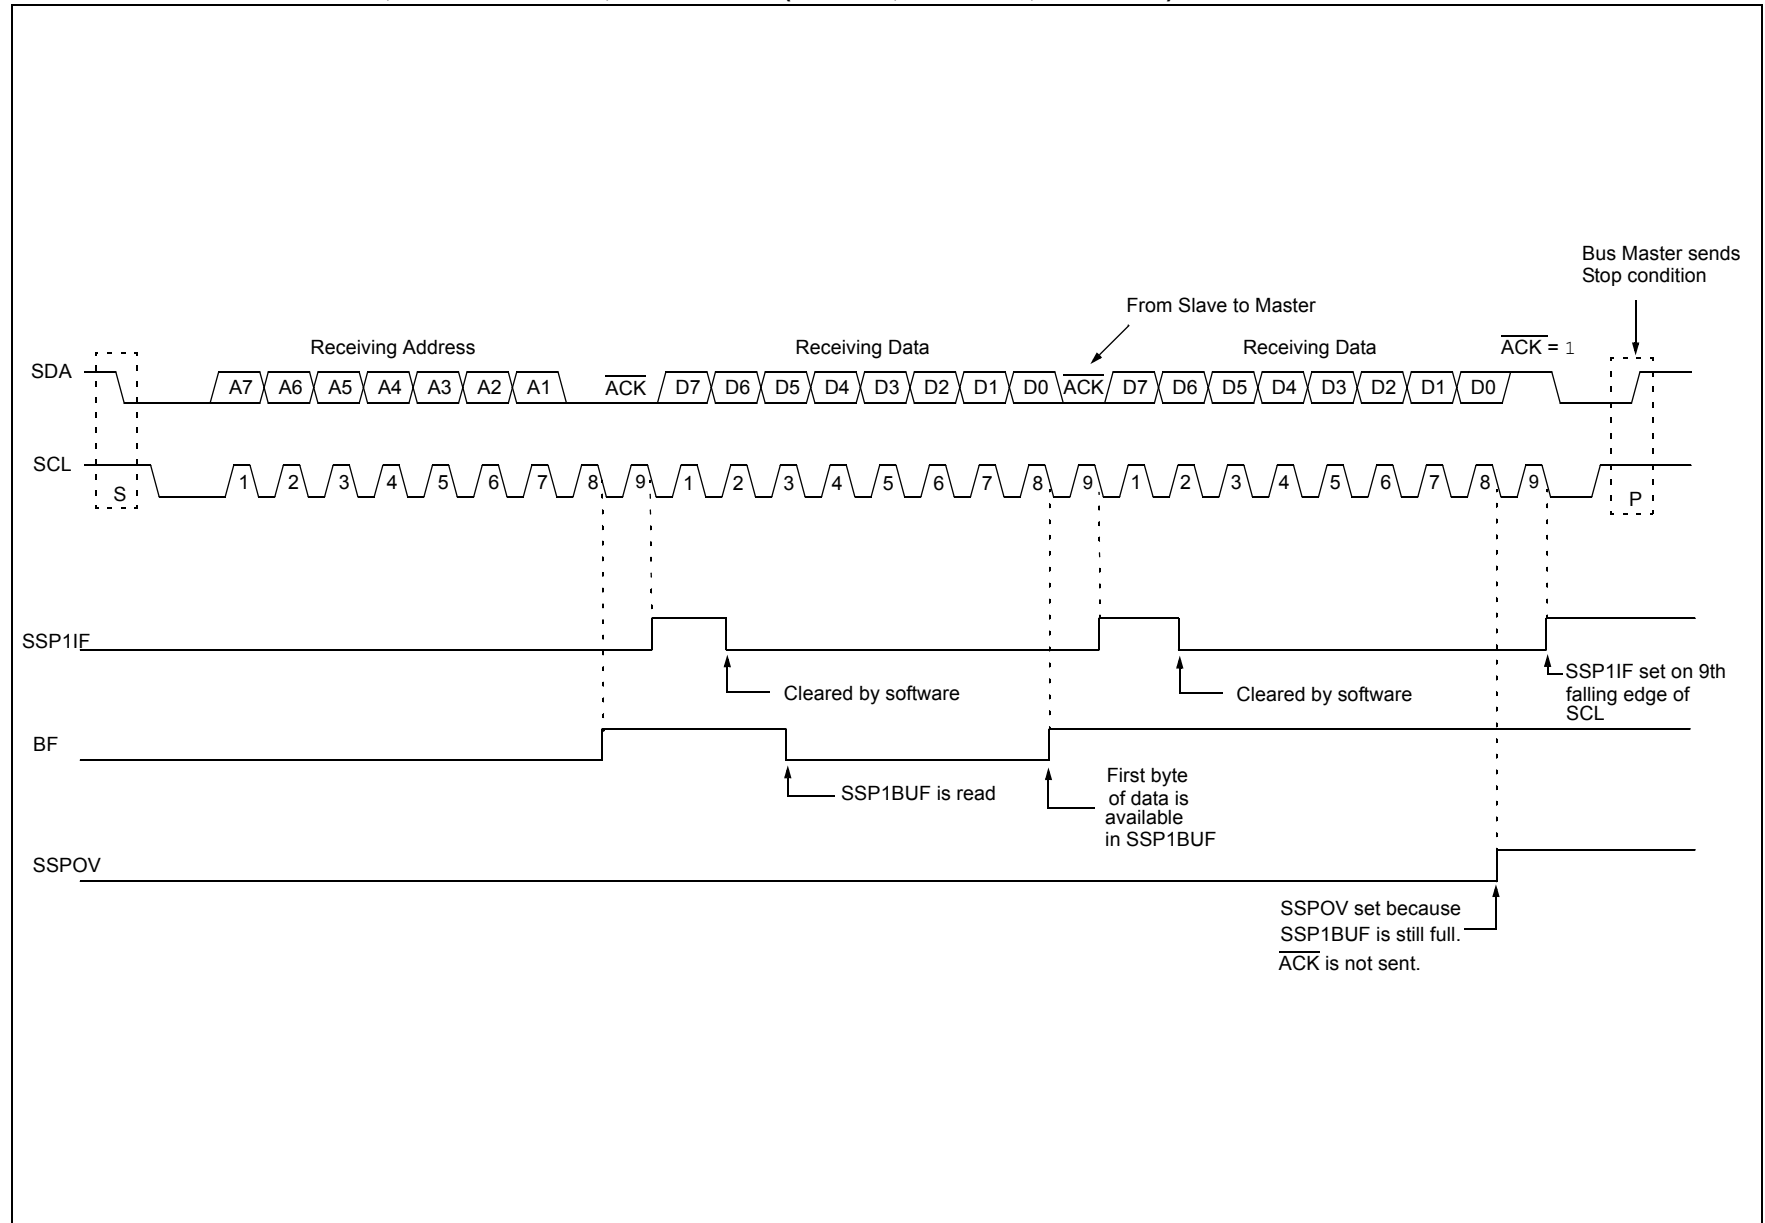 Bus Master sends
Stop condition
From Slave to Master
Receiving Address
Receiving Data
Receiving Data
ACK = 1
SDA
A7 A6 A5 A4 A3 A2 A1 ACK D7 D6 D5 D4 D3 D2 D1 D0 ACK D7 D6 D5 D4 D3 D2 D1 D0
SCL
S
1 2 3 4 5 6 7 8 9 1 2 3 4 5 6 7 8 9 1 2 3 4 5 6 7 8 9
P
SSP1IF
Cleared by software
Cleared by software
SSP1IF set on 9th
falling edge of
SCL
BF
SSP1BUF is read
First byte
of data is
available
in SSP1BUF
SSPOV
SSPOV set because
SSP1BUF is still full.
ACK is not sent.